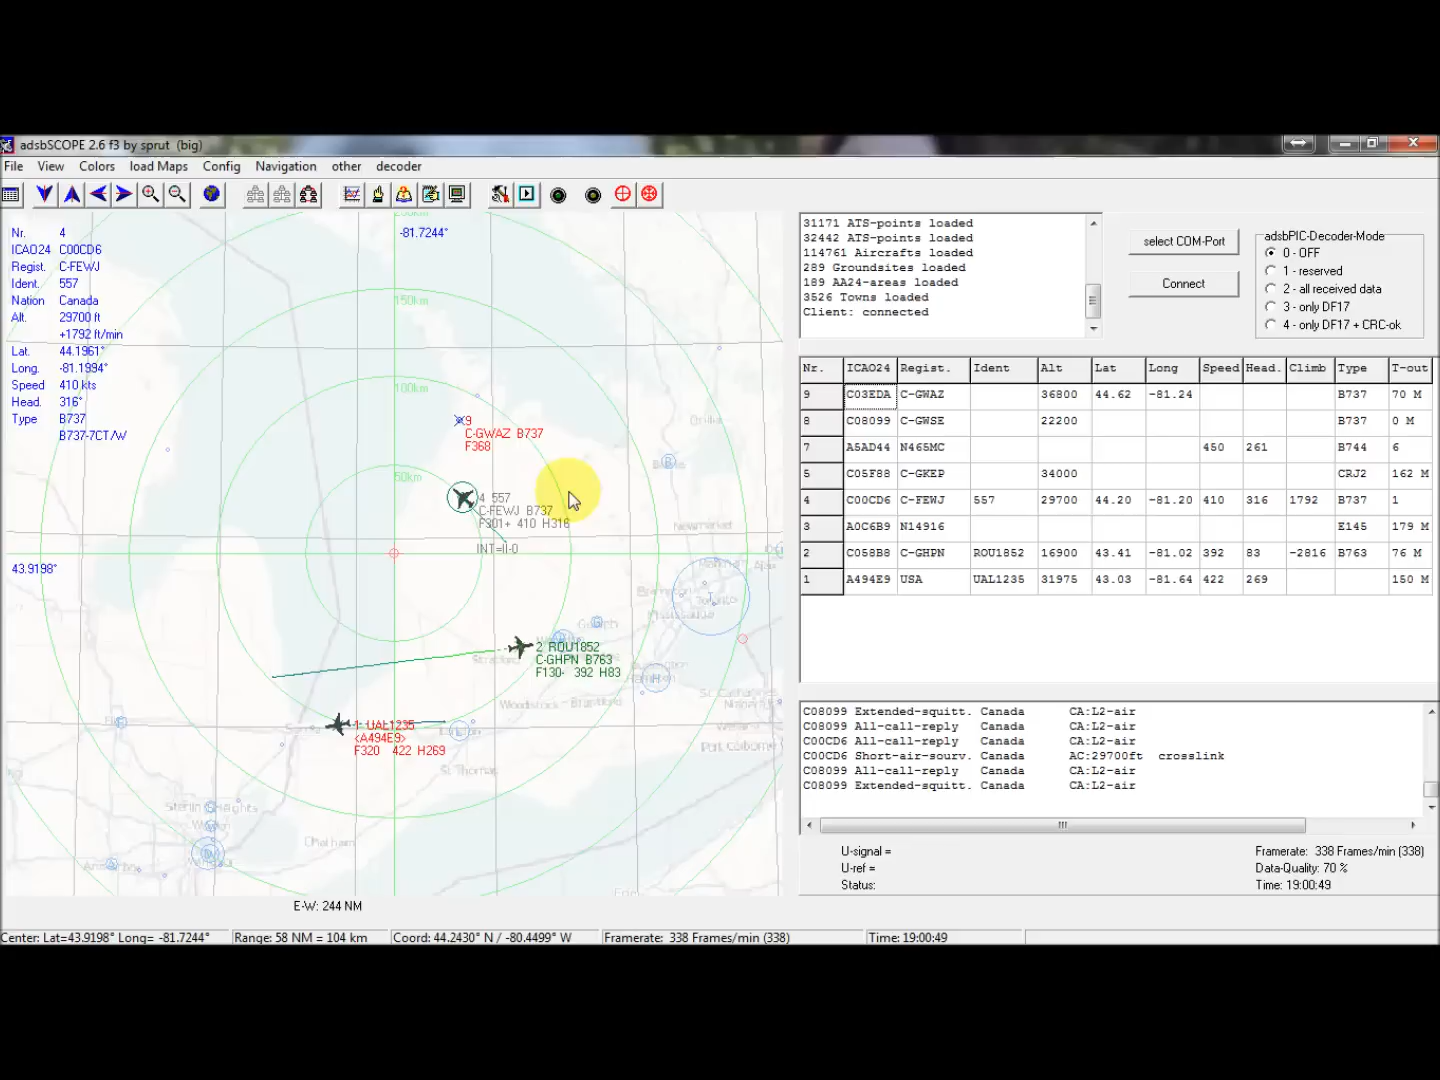 adsbSCOPE 2.6 f3 by sprut (big)
File View Colors load Maps Config Navigation other decoder
Nr. 4
ICAO24 C00CD6
Regist. C-FEWJ
Ident. 557
Nation Canada
Alt. 29700 ft
+1792 ft/min
Lat. 44.1961°
Long. -81.1994°
Speed 410 kts
Head. 316°
Type B737
B737-7CT/W
-81.7244°
43.9198°
150km
100km
50km
9
C-GWAZ B737
F368
4 557
C-FEWJ B737
F301+ 410 H316
INT=II-0
2 ROU1852
C-GHPN B763
F130- 392 H83
1 UAL1235
<A494E9>
F320 422 H269
Newmarket
Woodstock
Brantford
St Thomas
Sterling Heights
Chatham
E-W: 244 NM
31171 ATS-points loaded
32442 ATS-points loaded
114761 Aircrafts loaded
289 Groundsites loaded
189 AA24-areas loaded
3526 Towns loaded
Client: connected
select COM-Port
Connect
adsbPIC-Decoder-Mode
0 - OFF
1 - reserved
2 - all received data
3 - only DF17
4 - only DF17 + CRC-ok
Nr. ICAO24 Regist. Ident Alt Lat Long Speed Head. Climb Type T-out
9 C03EDA C-GWAZ 36800 44.62 -81.24 B737 70 M
8 C08099 C-GWSE 22200 B737 0 M
7 A5AD44 N465MC 450 261 B744 6
5 C05F88 C-GKEP 34000 CRJ2 162 M
4 C00CD6 C-FEWJ 557 29700 44.20 -81.20 410 316 1792 B737 1
3 A0C6B9 N14916 E145 179 M
2 C058B8 C-GHPN ROU1852 16900 43.41 -81.02 392 83 -2816 B763 76 M
1 A494E9 USA UAL1235 31975 43.03 -81.64 422 269 150 M
C08099 Extended-squitt. Canada CA:L2-air
C08099 All-call-reply Canada CA:L2-air
C00CD6 All-call-reply Canada CA:L2-air
C00CD6 Short-air-surv. Canada AC:29700ft crosslink
C08099 All-call-reply Canada CA:L2-air
C08099 Extended-squitt. Canada CA:L2-air
U-signal =
U-ref =
Status:
Framerate: 338 Frames/min (338)
Data-Quality: 70 %
Time: 19:00:49
Center: Lat=43.9198° Long= -81.7244° Range: 58 NM = 104 km Coord: 44.2430° N / -80.4499° W Framerate: 338 Frames/min (338) Time: 19:00:49